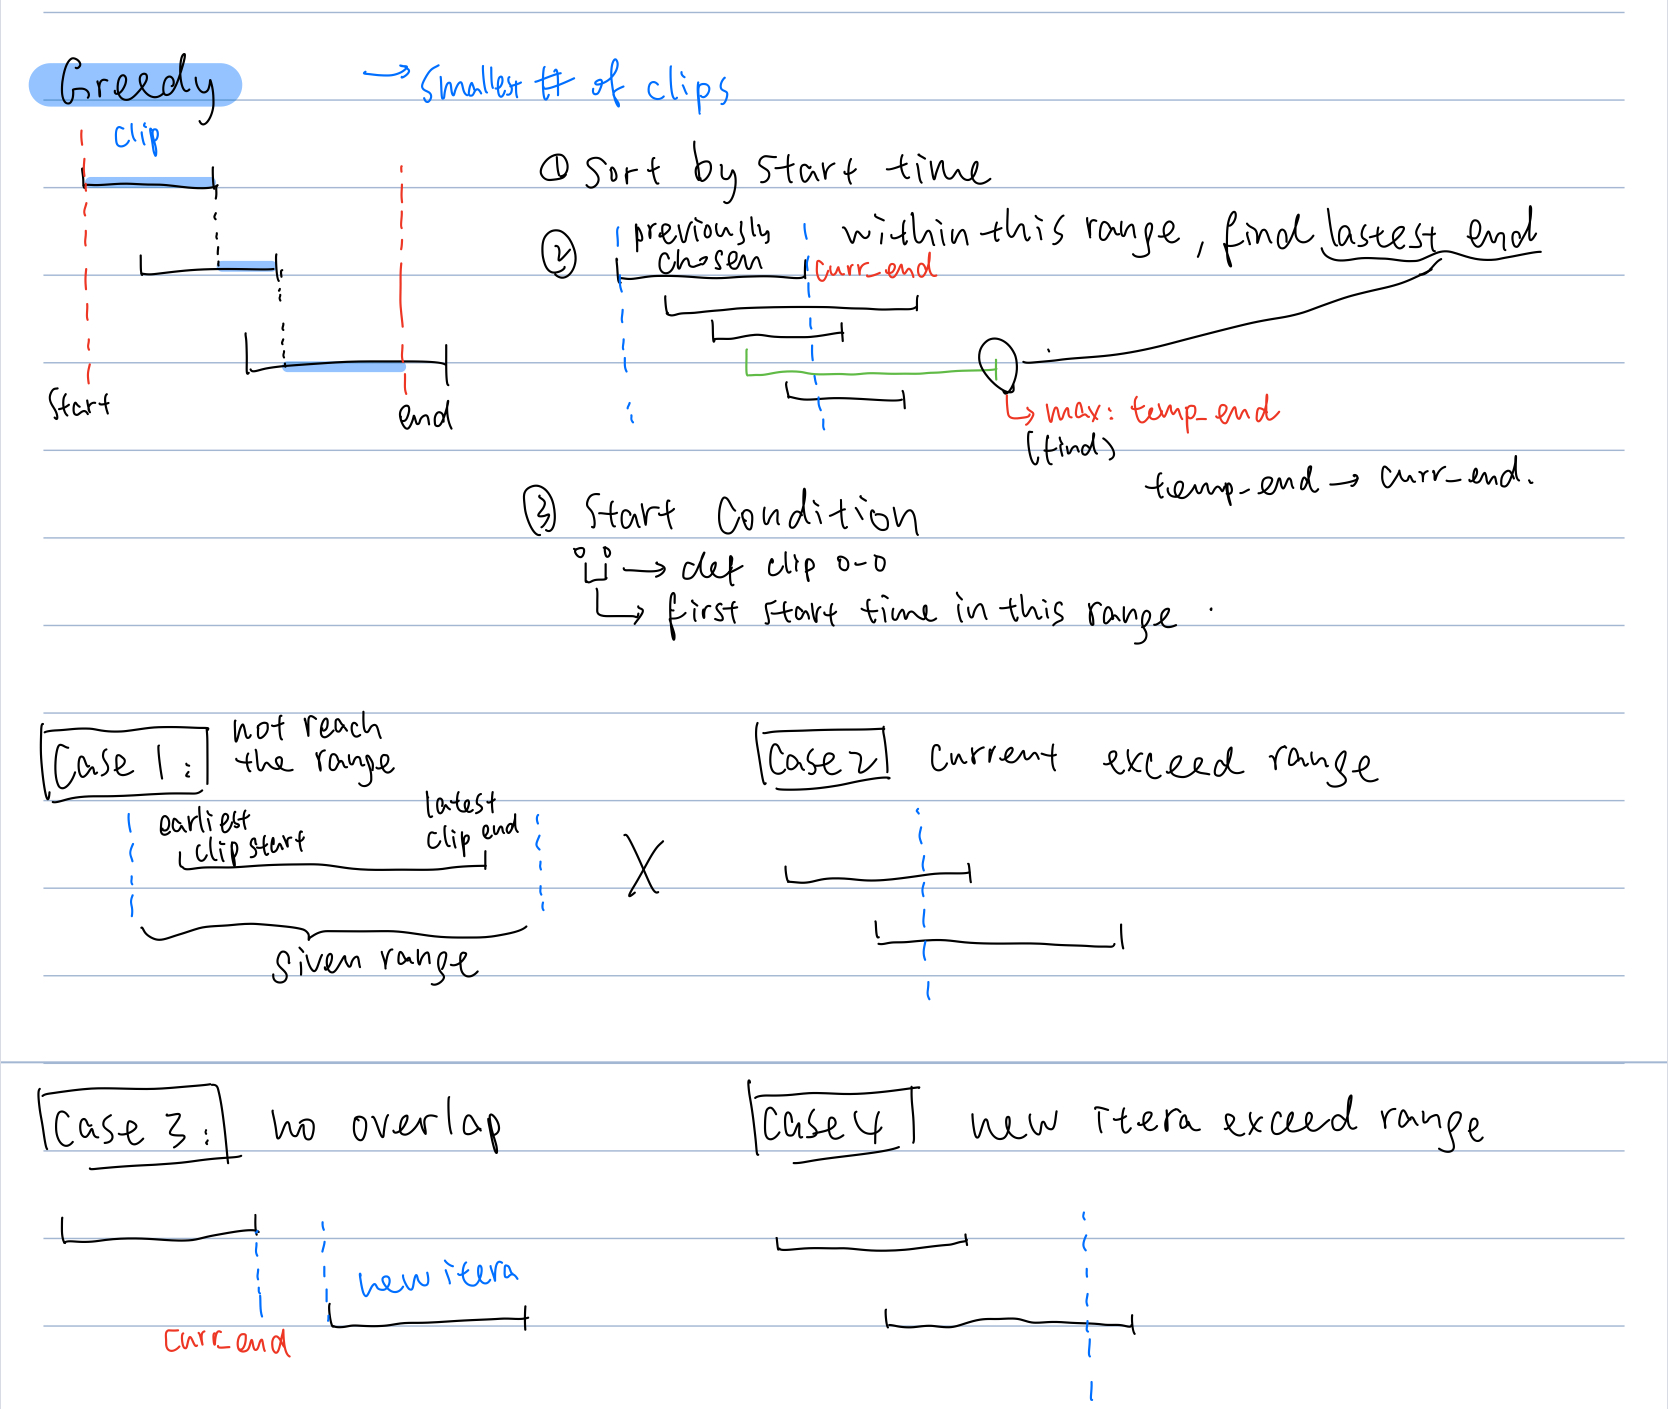 Greedy → Smallest # of clips
clip
start
end
① Sort by start time
② previously chosen within this range, find lastest end
curr_end
↳ max: temp_end
(find)
temp_end → curr_end.
③ Start Condition
0 0 → def clip 0-0
↳ first start time in this range.
Case 1: not reach the range
earliest clip start
latest clip end
X
Given range
Case 2 current exceed range
Case 3: no overlap
new itera
curr_end
Case 4 new itera exceed range